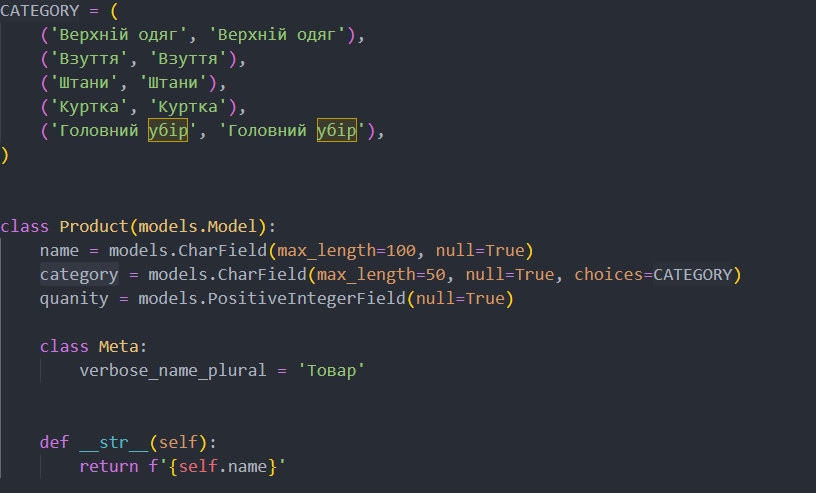 CATEGORY = (
    ('Верхній одяг', 'Верхній одяг'),
    ('Взуття', 'Взуття'),
    ('Штани', 'Штани'),
    ('Куртка', 'Куртка'),
    ('Головний убір', 'Головний убір'),
)
class Product(models.Model):
    name = models.CharField(max_length=100, null=True)
    category = models.CharField(max_length=50, null=True, choices=CATEGORY)
    quanity = models.PositiveIntegerField(null=True)
    class Meta:
        verbose_name_plural = 'Товар'
    def __str__(self):
        return f'{self.name}'